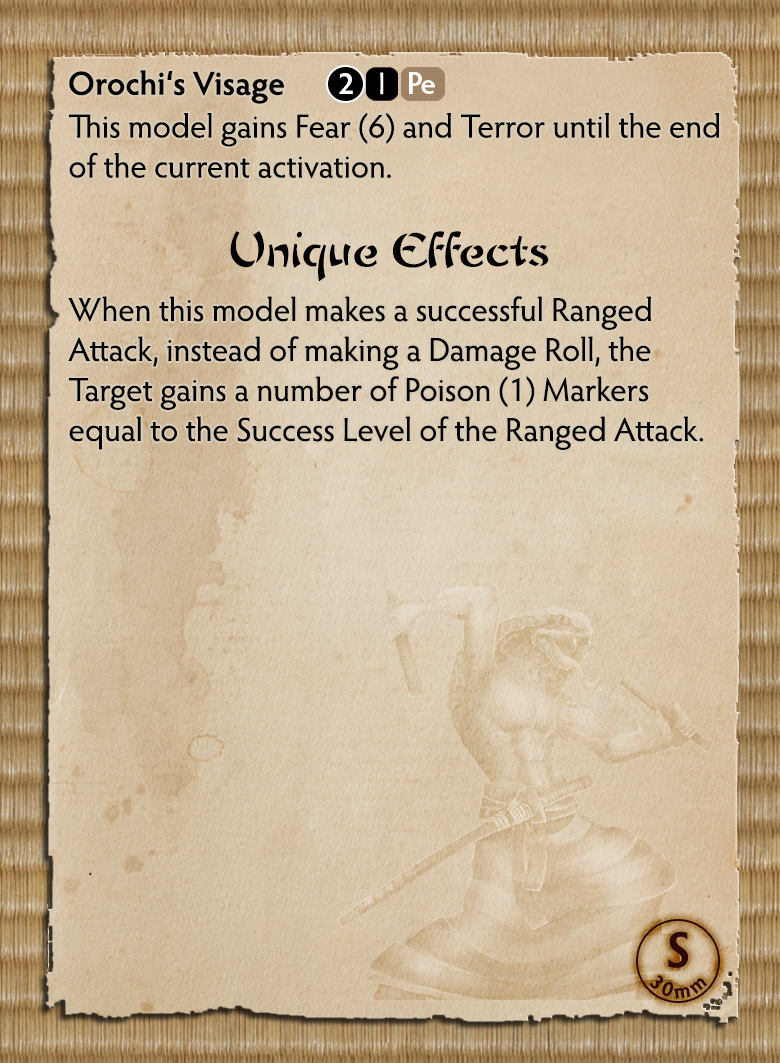 Orochi's Visage 2 I Pe
This model gains Fear (6) and Terror until the end
of the current activation.
Unique Effects
When this model makes a successful Ranged
Attack, instead of making a Damage Roll, the
Target gains a number of Poison (1) Markers
equal to the Success Level of the Ranged Attack.
S
30mm